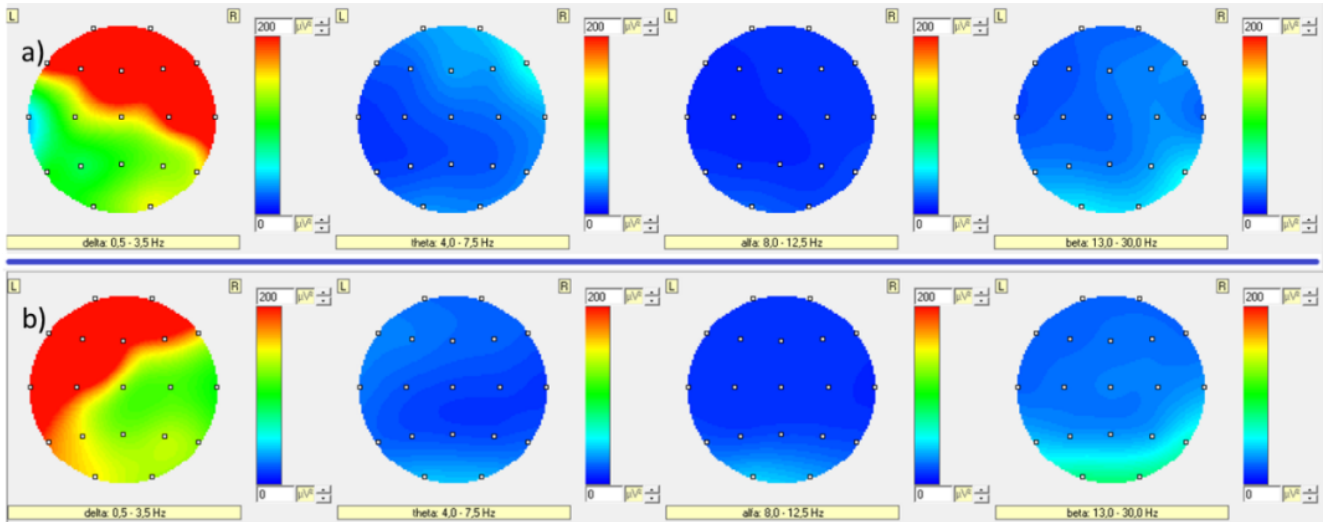 L R L R L R L R
200 µV² 200 µV² 200 µV² 200 µV²
a)
0 µV² 0 µV² 0 µV² 0 µV²
delta: 0,5 - 3,5 Hz theta: 4,0 - 7,5 Hz alfa: 8,0 - 12,5 Hz beta: 13,0 - 30,0 Hz
L R L R L R L R
200 µV² 200 µV² 200 µV² 200 µV²
b)
0 µV² 0 µV² 0 µV² 0 µV²
delta: 0,5 - 3,5 Hz theta: 4,0 - 7,5 Hz alfa: 8,0 - 12,5 Hz beta: 13,0 - 30,0 Hz